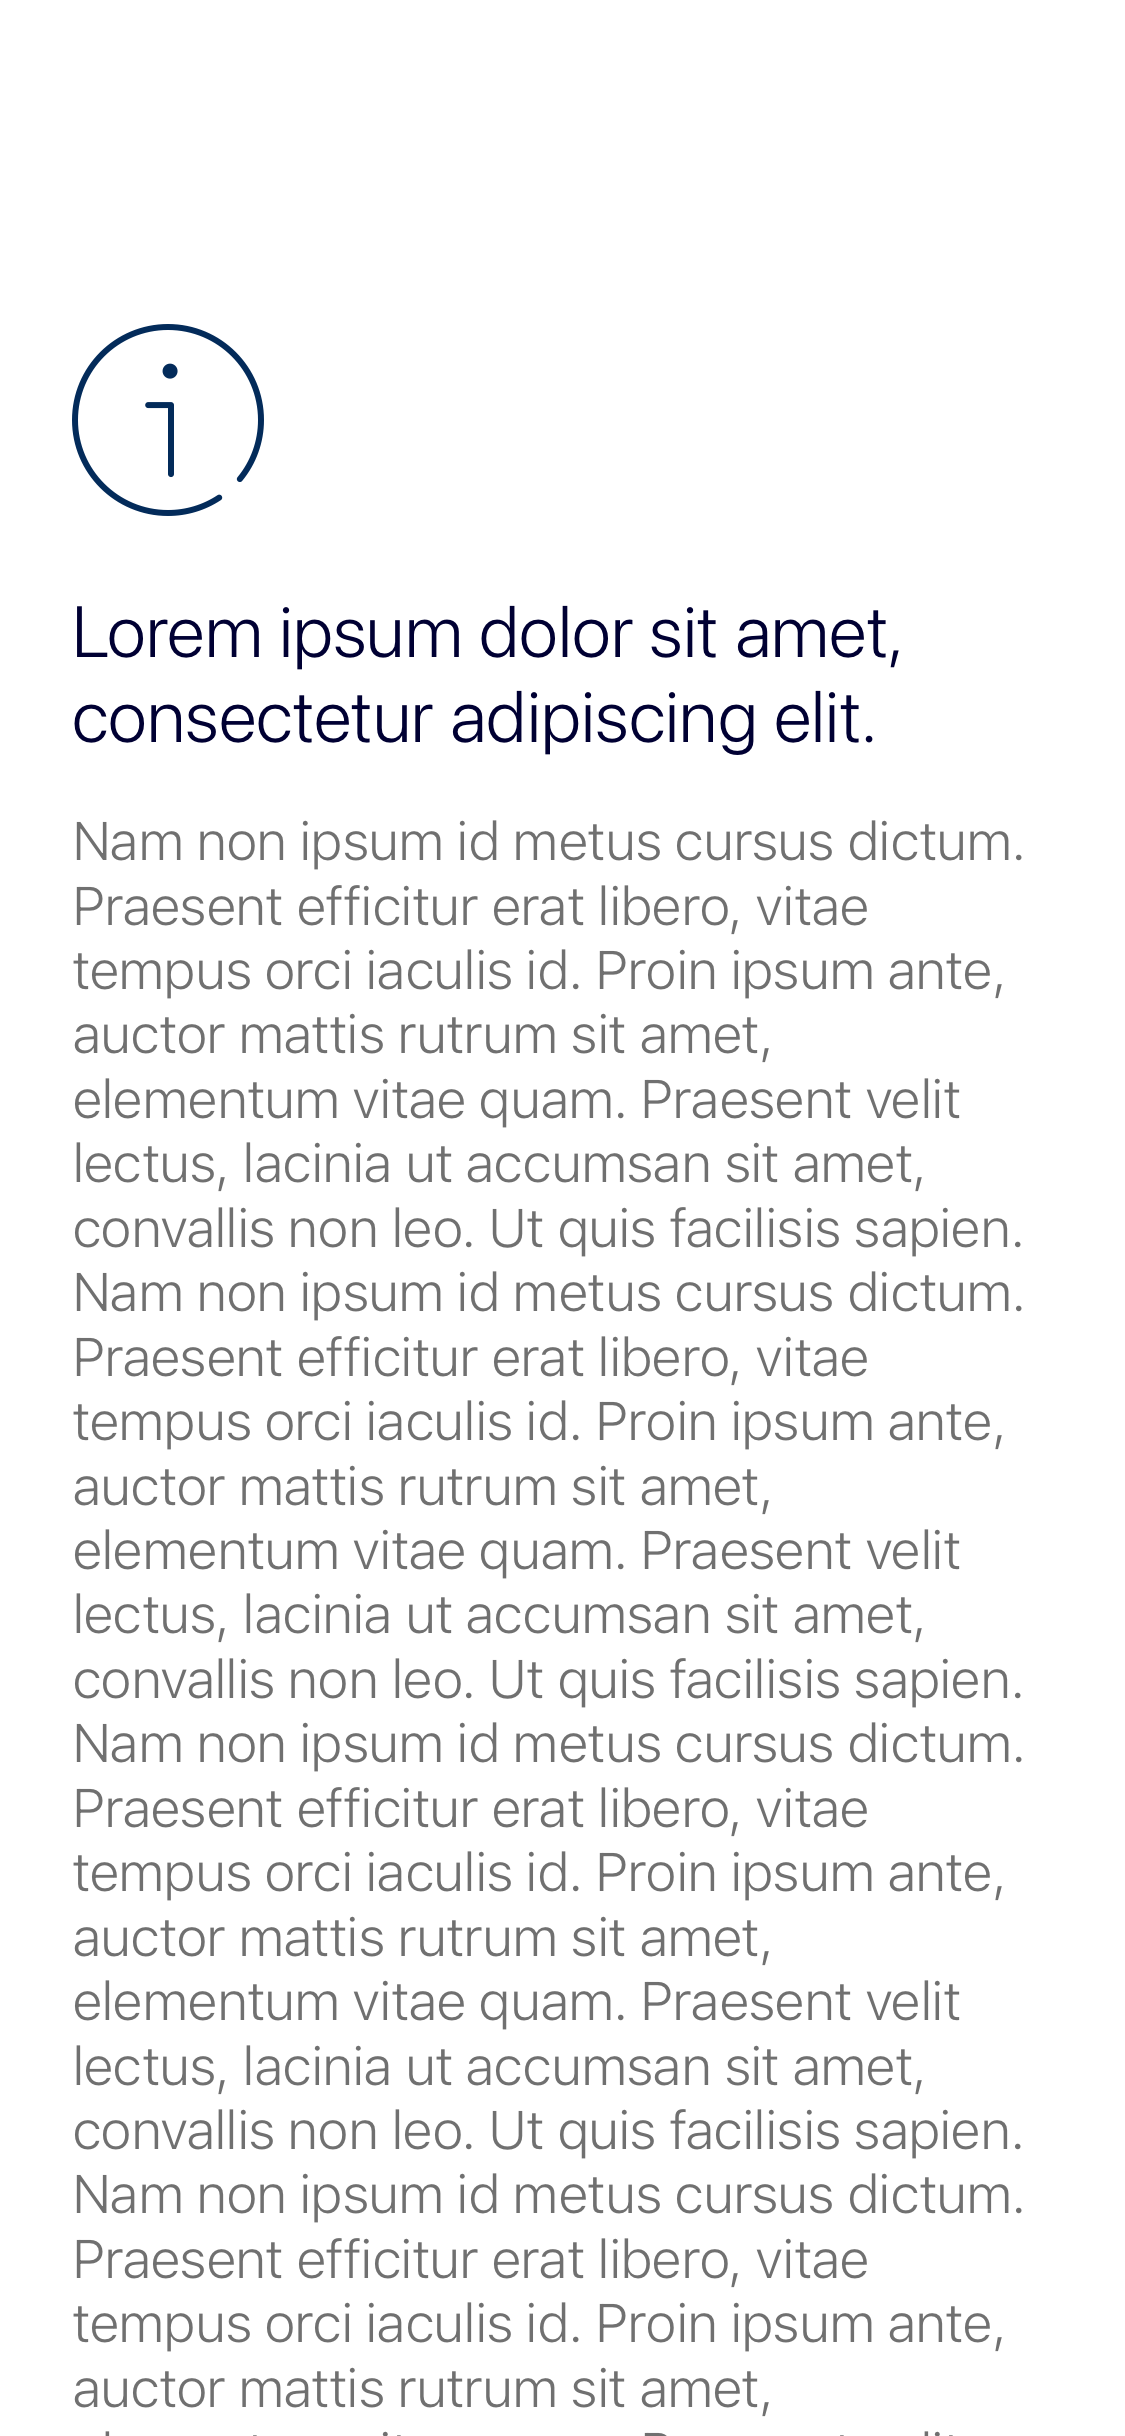 Lorem ipsum dolor sit amet,
consectetur adipiscing elit.
Nam non ipsum id metus cursus dictum.
Praesent efficitur erat libero, vitae
tempus orci iaculis id. Proin ipsum ante,
auctor mattis rutrum sit amet,
elementum vitae quam. Praesent velit
lectus, lacinia ut accumsan sit amet,
convallis non leo. Ut quis facilisis sapien.
Nam non ipsum id metus cursus dictum.
Praesent efficitur erat libero, vitae
tempus orci iaculis id. Proin ipsum ante,
auctor mattis rutrum sit amet,
elementum vitae quam. Praesent velit
lectus, lacinia ut accumsan sit amet,
convallis non leo. Ut quis facilisis sapien.
Nam non ipsum id metus cursus dictum.
Praesent efficitur erat libero, vitae
tempus orci iaculis id. Proin ipsum ante,
auctor mattis rutrum sit amet,
elementum vitae quam. Praesent velit
lectus, lacinia ut accumsan sit amet,
convallis non leo. Ut quis facilisis sapien.
Nam non ipsum id metus cursus dictum.
Praesent efficitur erat libero, vitae
tempus orci iaculis id. Proin ipsum ante,
auctor mattis rutrum sit amet,